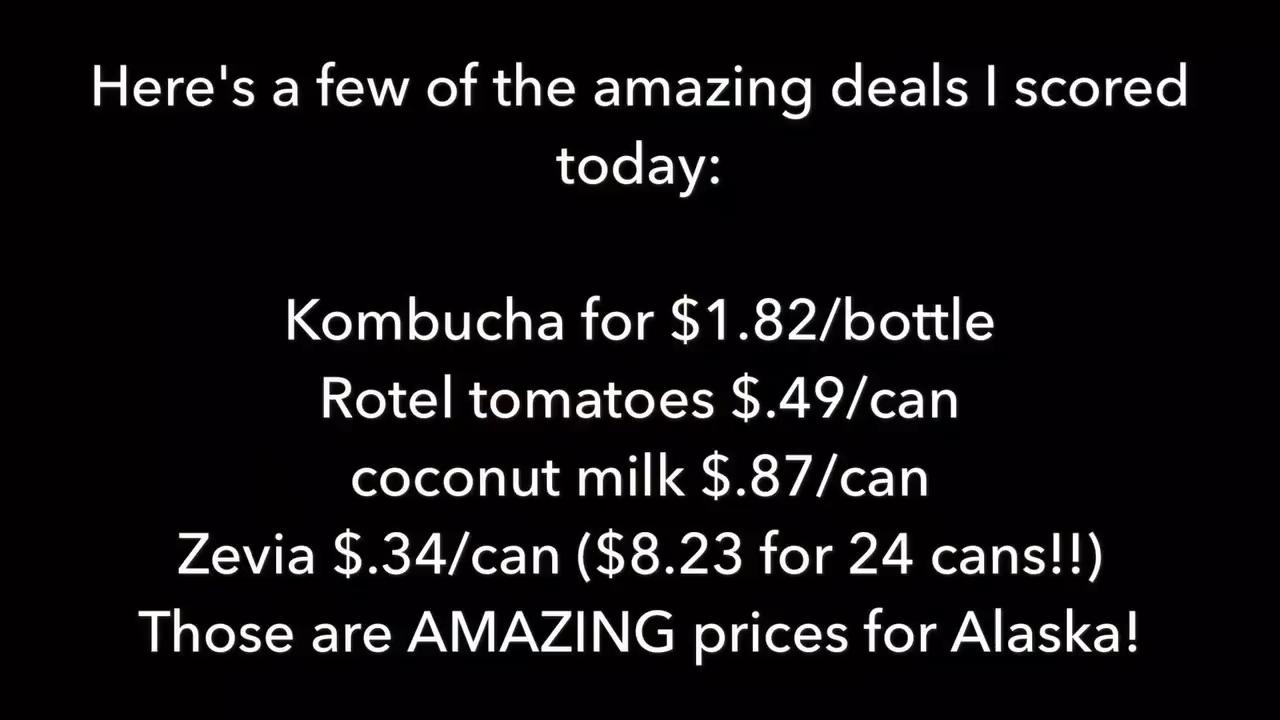 Here's a few of the amazing deals I scored
today:
Kombucha for $1.82/bottle
Rotel tomatoes $.49/can
coconut milk $.87/can
Zevia $.34/can ($8.23 for 24 cans!!)
Those are AMAZING prices for Alaska!